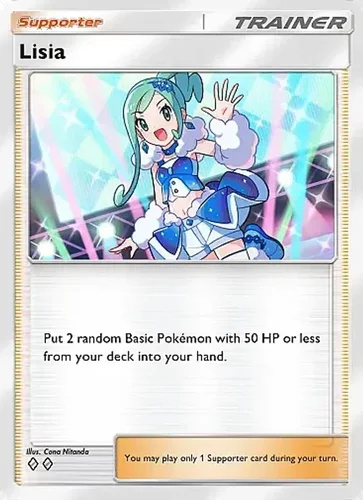 Supporter
TRAINER
Lisia
Put 2 random Basic Pokémon with 50 HP or less
from your deck into your hand.
Illus. Cona Nitanda
You may play only 1 Supporter card during your turn.